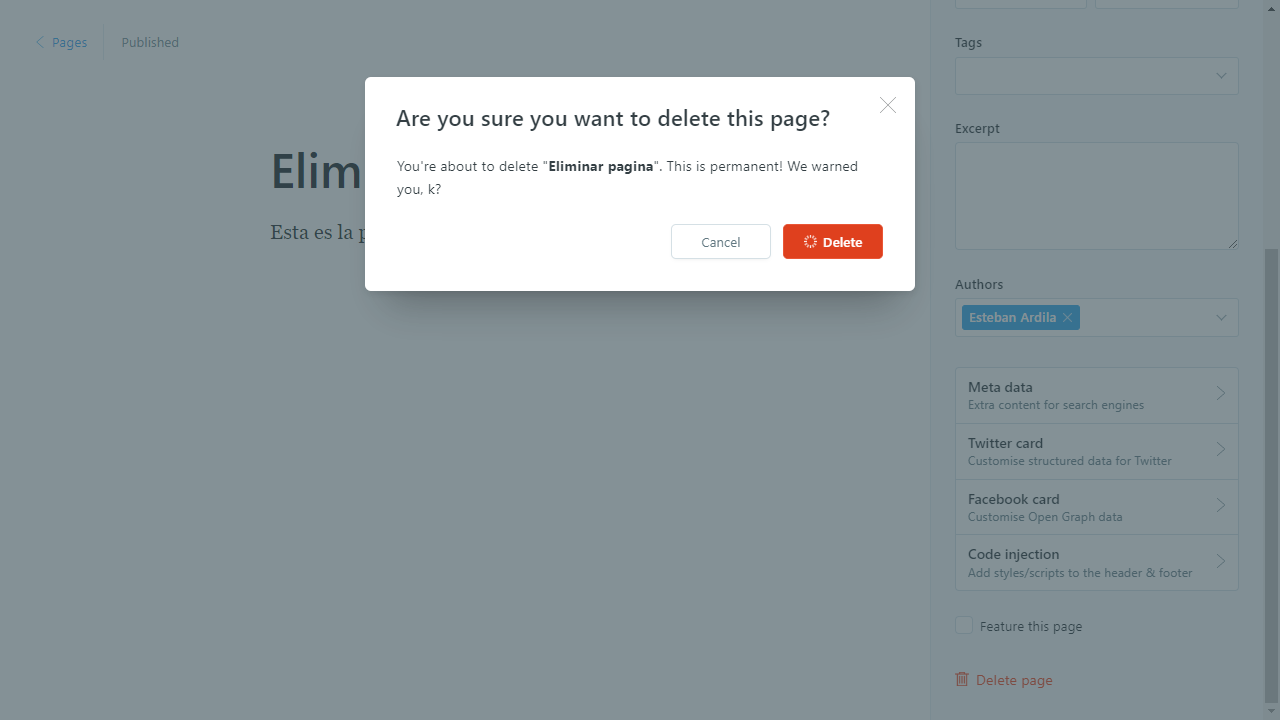 Pages
Published
Tags
Are you sure you want to delete this page?
You're about to delete "Eliminar pagina". This is permanent! We warned
you, k?
Cancel
Delete
Elim
Esta es la p
Excerpt
Authors
Esteban Ardila
Meta data
Extra content for search engines
Twitter card
Customise structured data for Twitter
Facebook card
Customise Open Graph data
Code injection
Add styles/scripts to the header & footer
Feature this page
Delete page